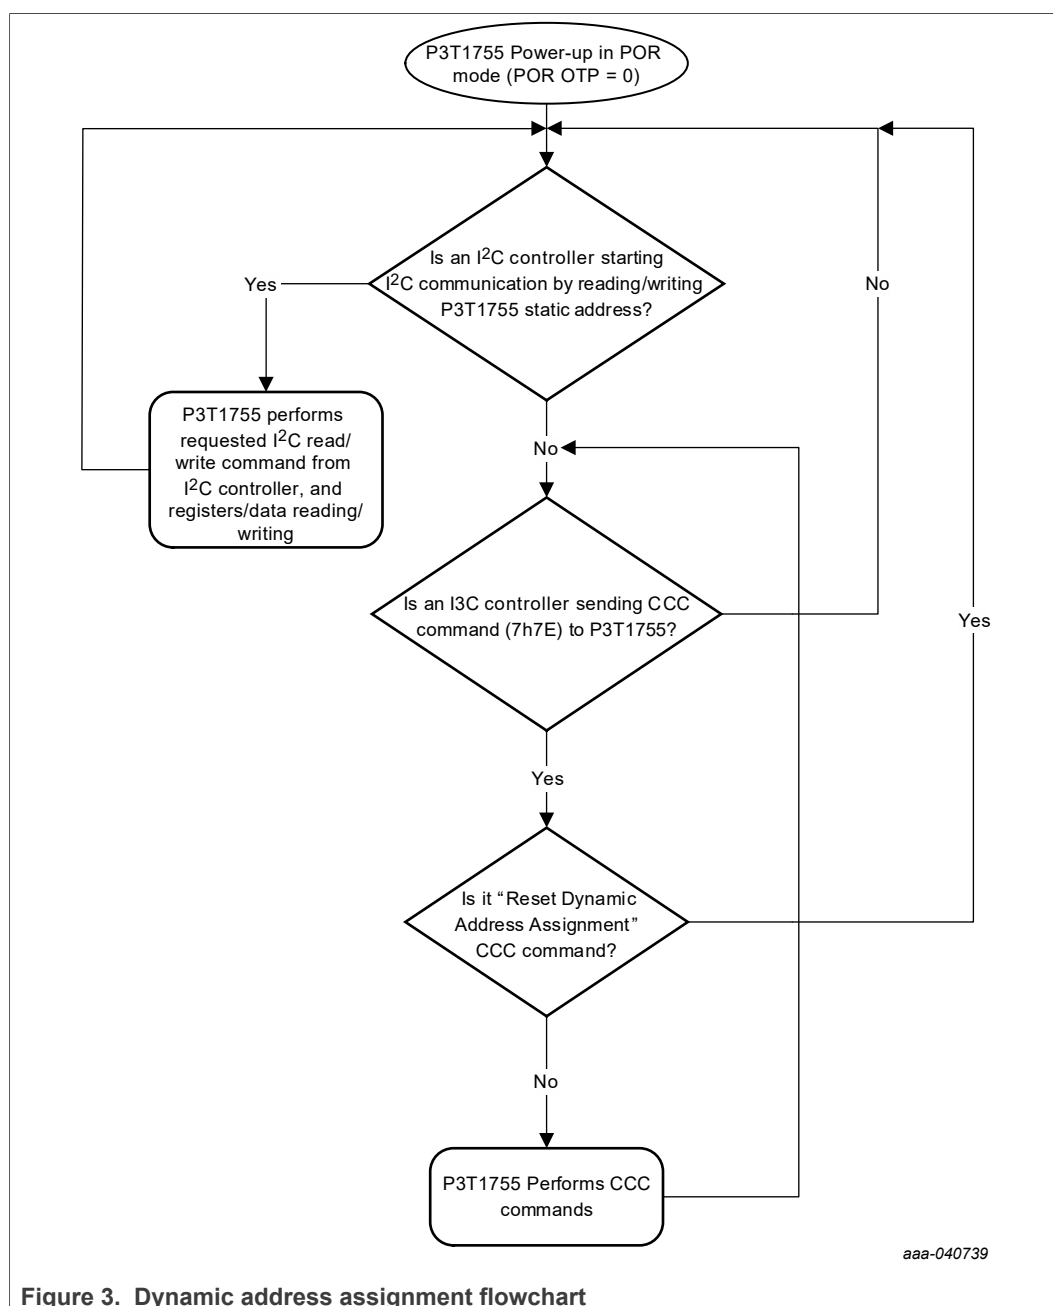 P3T1755 Power-up in POR
mode (POR OTP = 0)
Is an I²C controller starting
I²C communication by reading/writing
P3T1755 static address?
Yes
No
P3T1755 performs
requested I²C read/
write command from
I²C controller, and
registers/data reading/
writing
No
Is an I3C controller sending CCC
command (7h7E) to P3T1755?
Yes
Yes
Is it “Reset Dynamic
Address Assignment”
CCC command?
No
P3T1755 Performs CCC
commands
aaa-040739
Figure 3. Dynamic address assignment flowchart